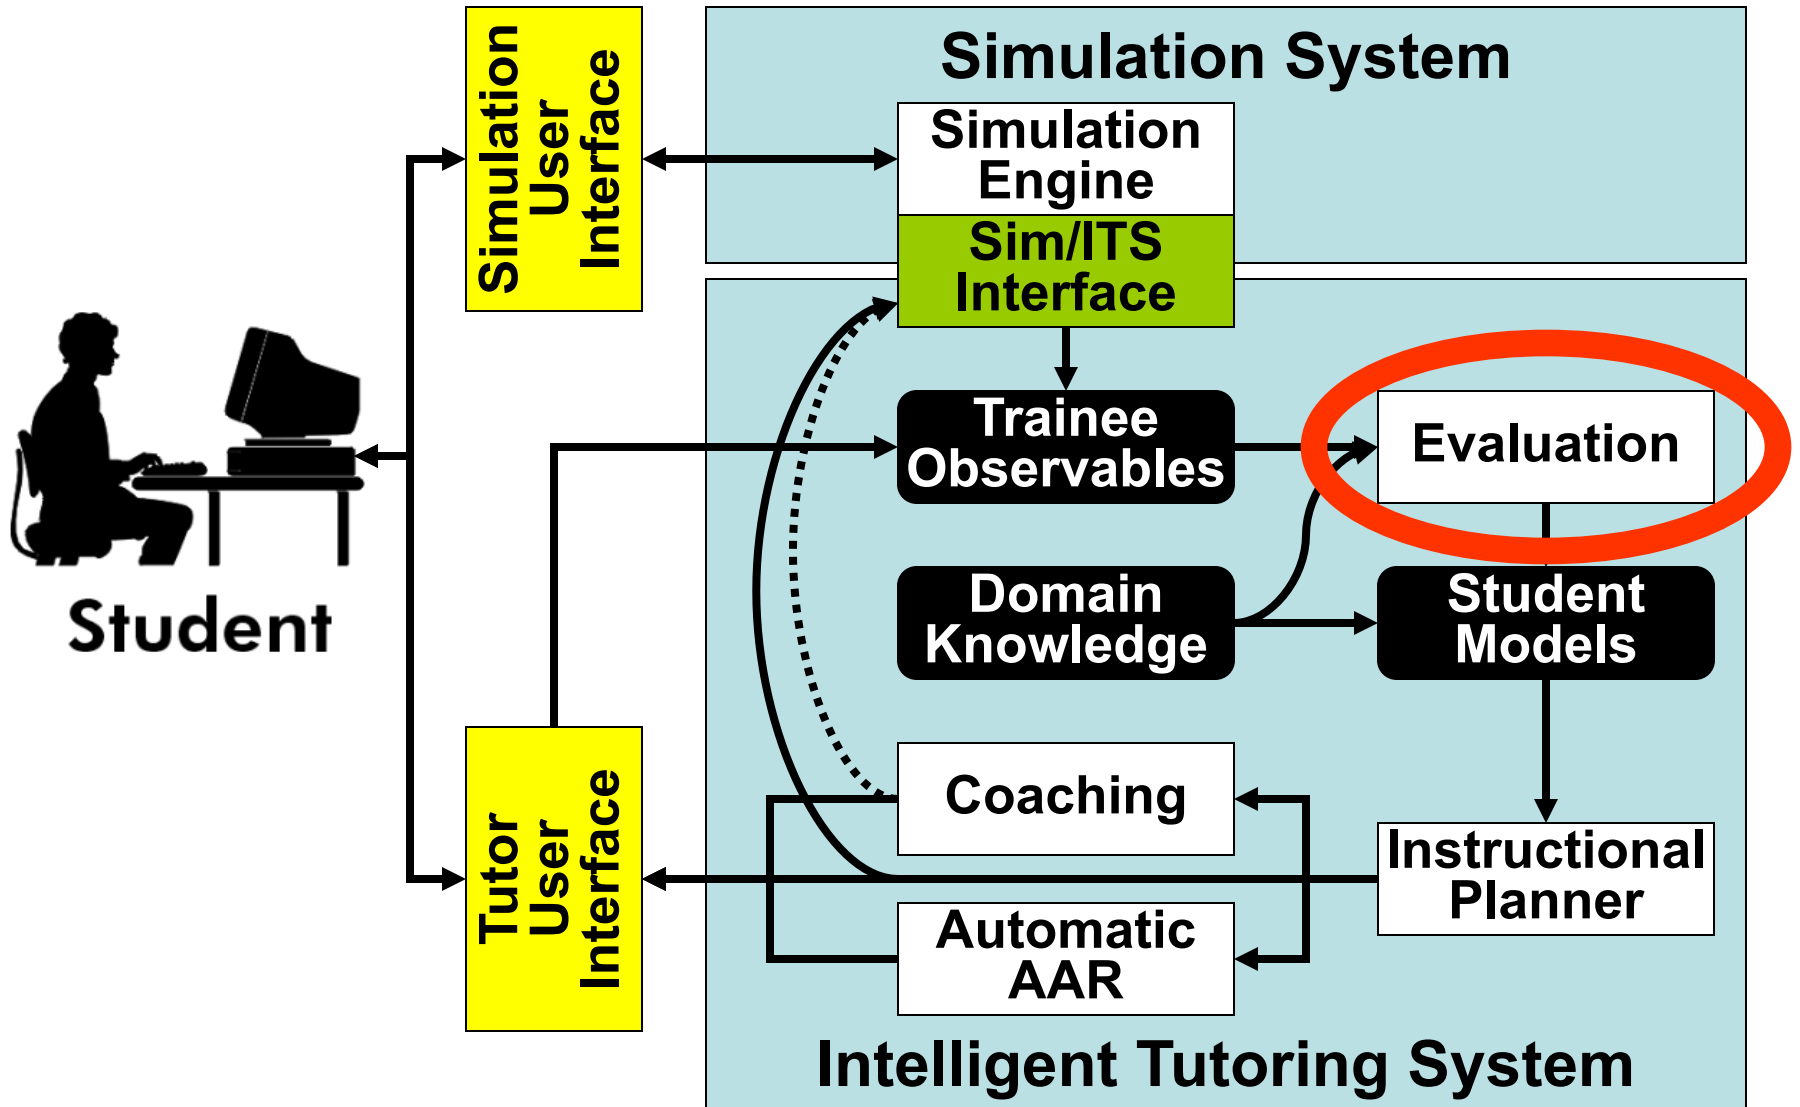 Simulation System
Simulation
User
Interface
Simulation
Engine
Sim/ITS
Interface
Trainee
Observables
Evaluation
Domain
Knowledge
Student
Models
Student
Tutor
User
Interface
Coaching
Instructional
Planner
Automatic
AAR
Intelligent Tutoring System